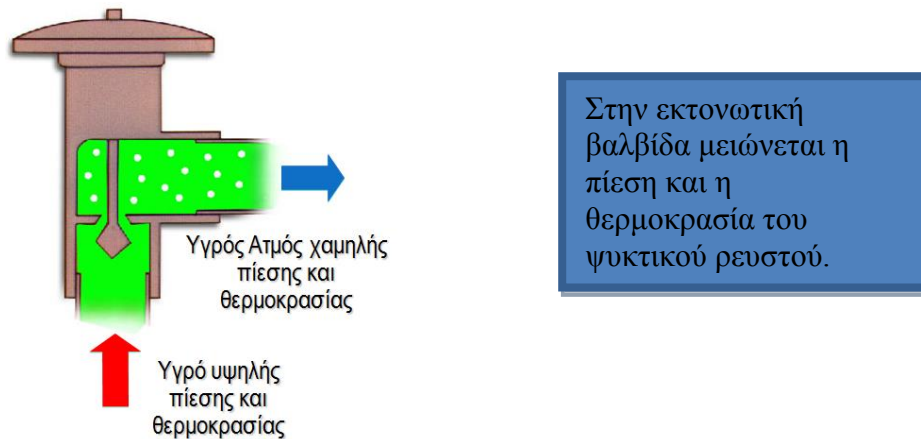 Στην εκτονωτική
βαλβίδα μειώνεται η
πίεση και η
θερμοκρασία του
ψυκτικού ρευστού.
Υγρός Ατμός χαμηλής
πίεσης και
θερμοκρασίας
Υγρό υψηλής
πίεσης και
θερμοκρασίας